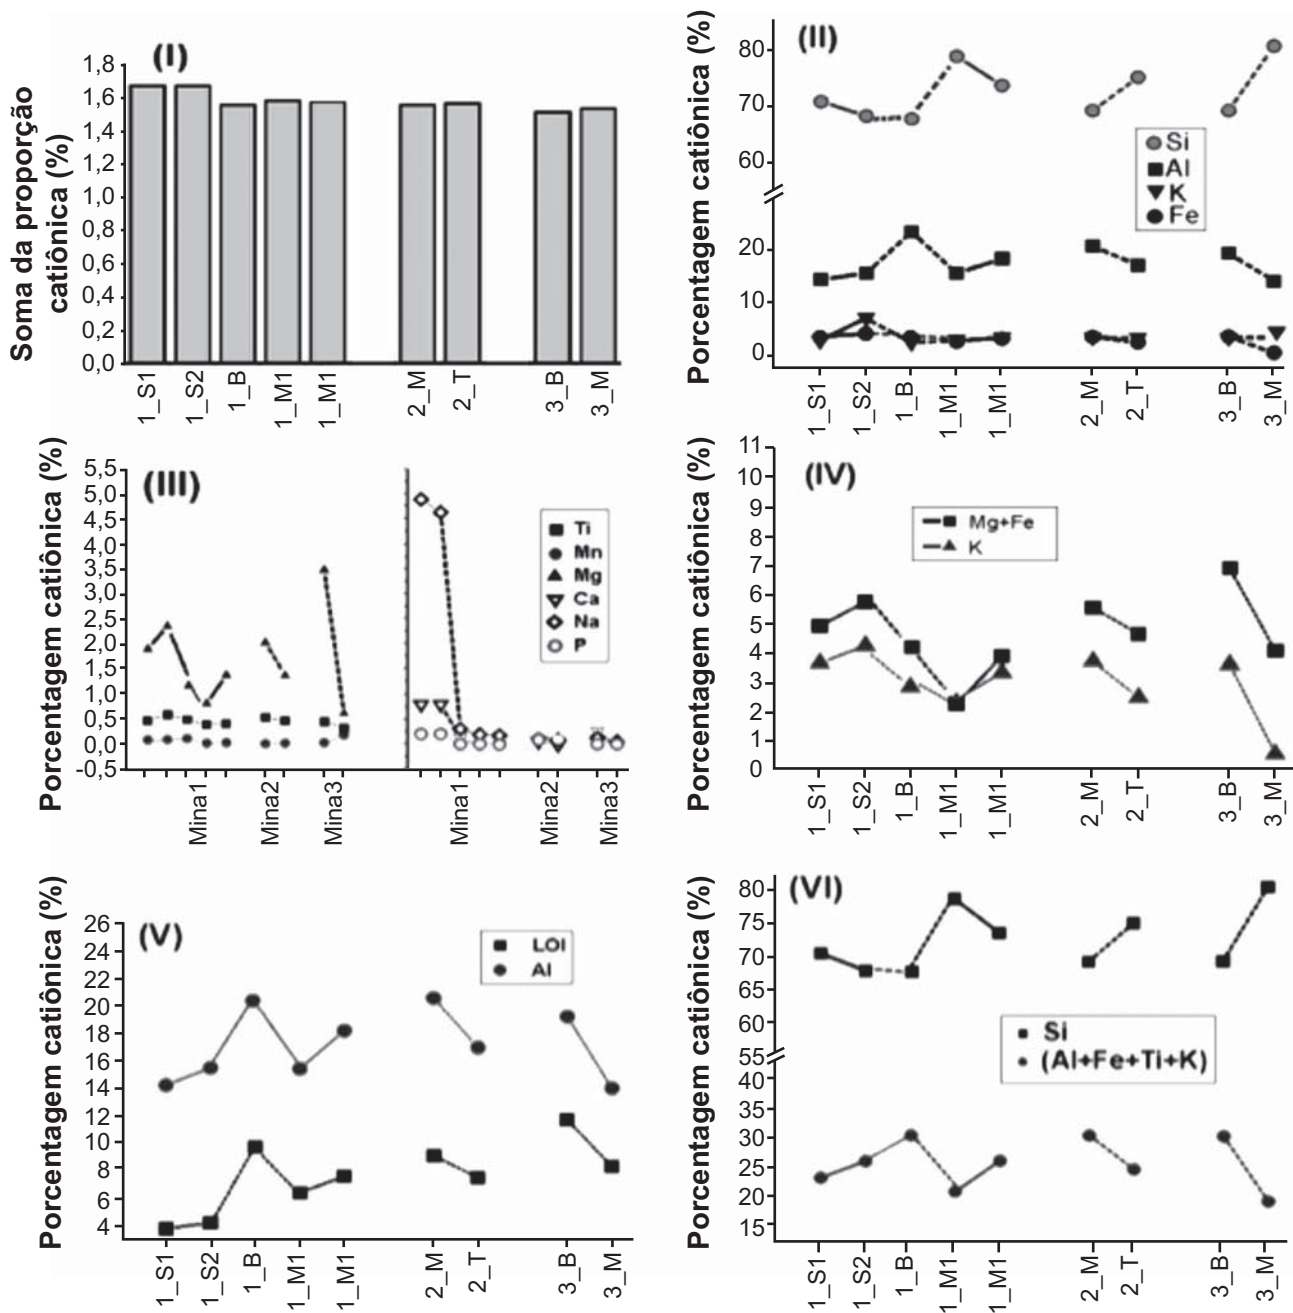 (I)
Soma da proporção
catiônica (%)
1,8
1,6
1,4
1,2
1,0
0,8
0,6
0,4
0,2
0,0
1_S1
1_S2
1_B
1_M1
1_M1
2_M
2_T
3_B
3_M
(II)
Porcentagem catiônica (%)
80
70
60
20
10
0
Si
Al
K
Fe
1_S1
1_S2
1_B
1_M1
1_M1
2_M
2_T
3_B
3_M
(III)
Porcentagem catiônica (%)
5,5
5,0
4,5
4,0
3,5
3,0
2,5
2,0
1,5
1,0
0,5
0,0
-0,5
Ti
Mn
Mg
Ca
Na
P
Mina1
Mina2
Mina3
Mina1
Mina2
Mina3
(IV)
Porcentagem catiônica (%)
11
10
9
8
7
6
5
4
3
2
1
0
Mg+Fe
K
1_S1
1_S2
1_B
1_M1
1_M1
2_M
2_T
3_B
3_M
(V)
Porcentagem catiônica (%)
26
24
22
20
18
16
14
12
10
8
6
4
LOI
Al
1_S1
1_S2
1_B
1_M1
1_M1
2_M
2_T
3_B
3_M
(VI)
Porcentagem catiônica (%)
80
75
70
65
60
55
40
35
30
25
20
15
Si
(Al+Fe+Ti+K)
1_S1
1_S2
1_B
1_M1
1_M1
2_M
2_T
3_B
3_M